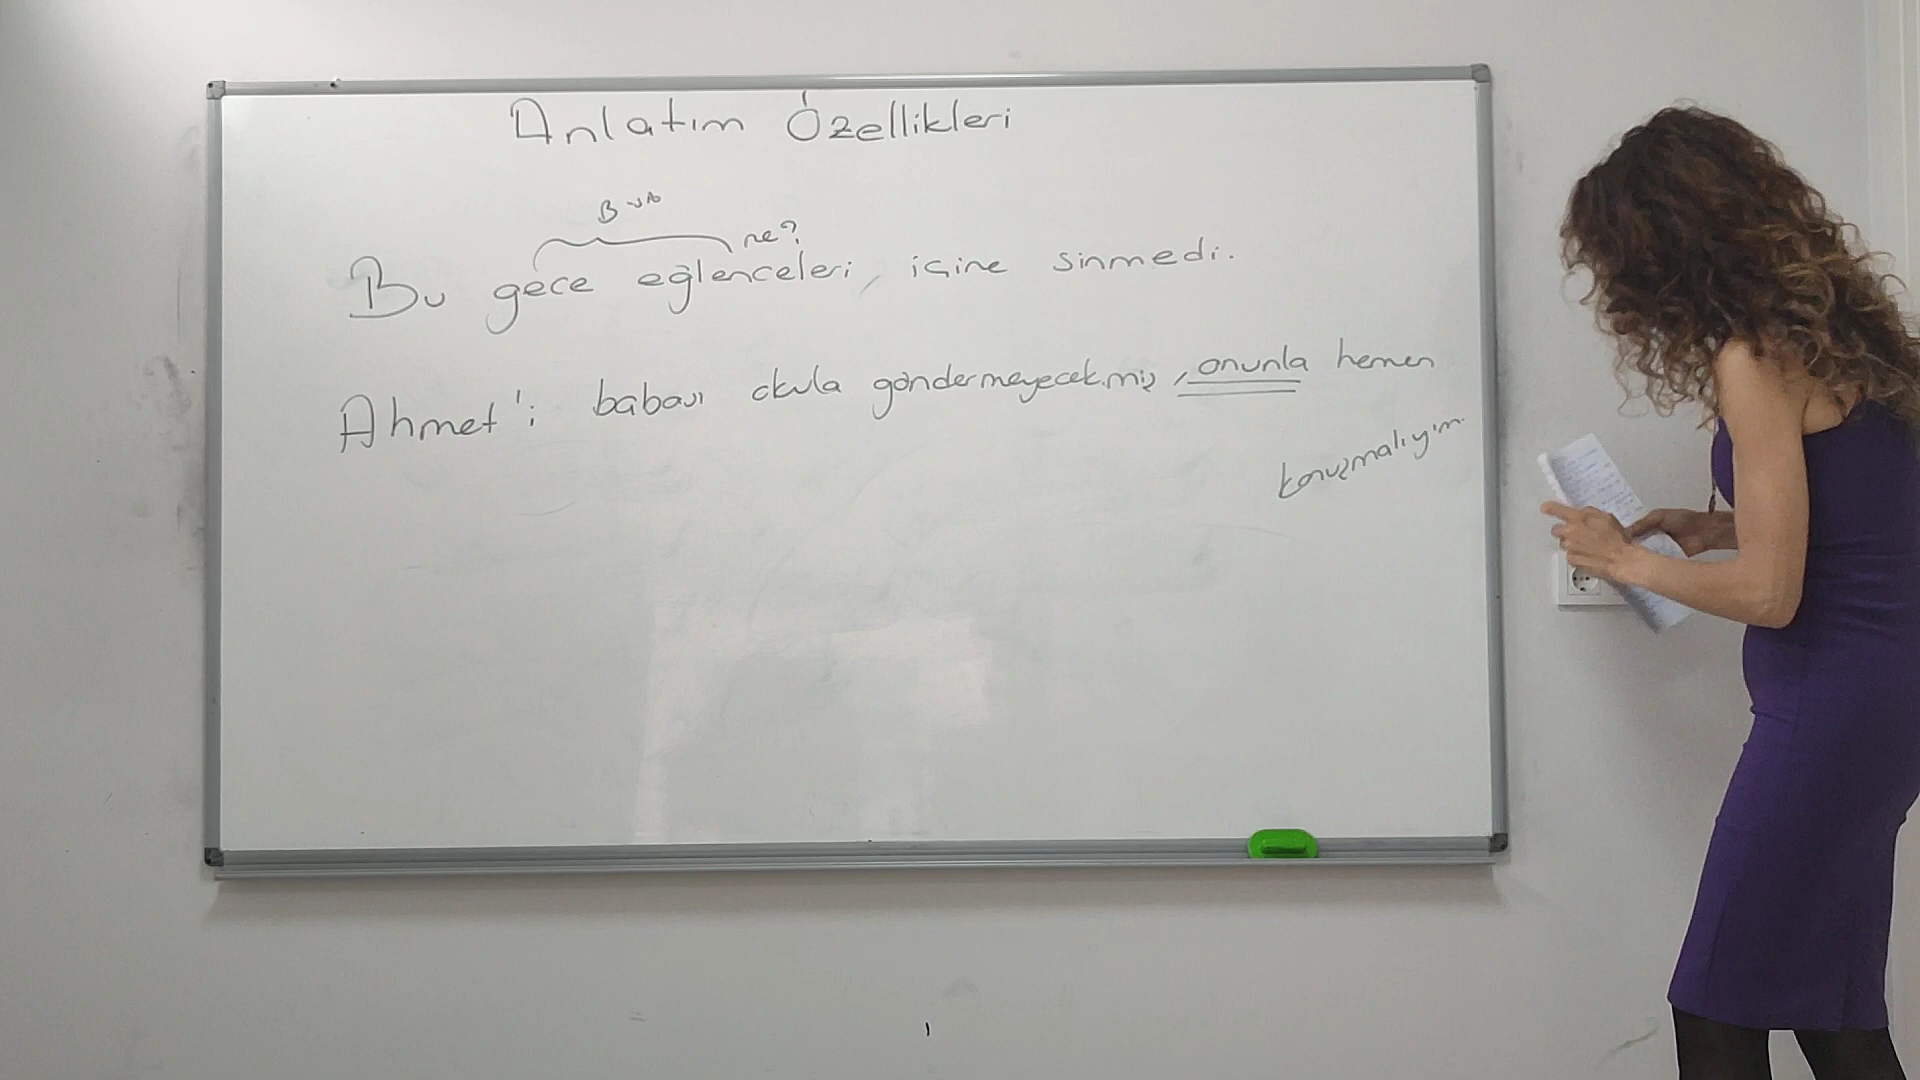 Anlatım Özellikleri
ne?
Bu gece eğlenceleri, içine sinmedi.
Ahmet'i babası okula göndermeyecekmiş, onunla hemen
konuşmalıyım.